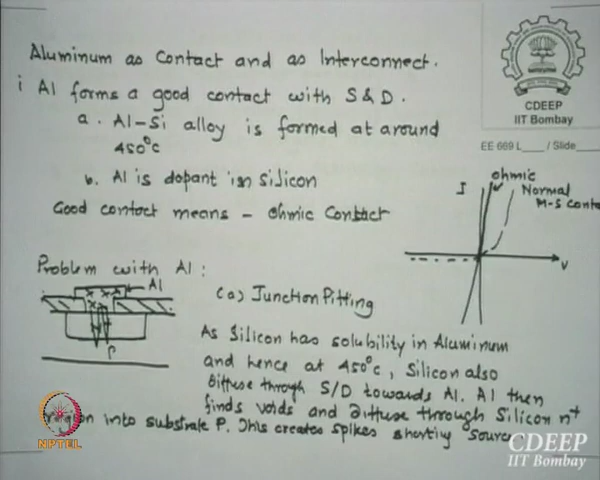 Aluminum as Contact and as Interconnect.
i Al forms a good contact with S & D.
a. Al-Si alloy is formed at around
450°c
b. Al is dopant in Silicon
Good contact means - ohmic Contact
CDEEP
IIT Bombay
EE 669 L___ / Slide___
ohmic
I
Normal
M-S conta
V
Problem with Al:
Al
P
(a) Junction Pitting
As Silicon has solubility in Aluminum
and hence at 450°c, Silicon also
Diffuse through S/D towards Al. Al then
finds voids and Diffuse through Silicon n+
region into substrate P. This creates spikes shorting Source
NPTEL
CDEEP
IIT Bombay